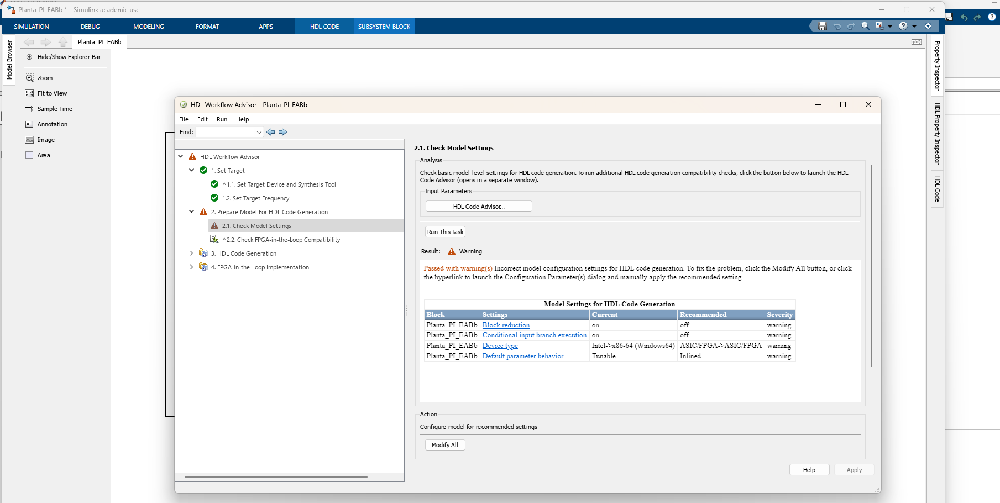 Planta_PI_EABb * - Simulink academic use
SIMULATION DEBUG MODELING FORMAT APPS HDL CODE SUBSYSTEM BLOCK
Planta_PI_EABb
Model Browser
Hide/Show Explorer Bar
Zoom
Fit to View
Sample Time
Annotation
Image
Area
Property Inspector
HDL Property Inspector
HDL Code
HDL Workflow Advisor - Planta_PI_EABb
File Edit Run Help
Find:
HDL Workflow Advisor
1. Set Target
^1.1. Set Target Device and Synthesis Tool
1.2. Set Target Frequency
2. Prepare Model For HDL Code Generation
2.1. Check Model Settings
^2.2. Check FPGA-in-the-Loop Compatibility
3. HDL Code Generation
4. FPGA-in-the-Loop Implementation
2.1. Check Model Settings
Analysis
Check basic model-level settings for HDL code generation. To run additional HDL code generation compatibility checks, click the button below to launch the HDL
Code Advisor (opens in a separate window).
Input Parameters
HDL Code Advisor...
Run This Task
Result: Warning
Passed with warning(s) Incorrect model configuration settings for HDL code generation. To fix the problem, click the Modify All button, or click
the hyperlink to launch the Configuration Parameter(s) dialog and manually apply the recommended setting.
Model Settings for HDL Code Generation
Block Settings Current Recommended Severity
Planta_PI_EABb Block reduction on off warning
Planta_PI_EABb Conditional input branch execution on off warning
Planta_PI_EABb Device type Intel->x86-64 (Windows64) ASIC/FPGA->ASIC/FPGA warning
Planta_PI_EABb Default parameter behavior Tunable Inlined warning
Action
Configure model for recommended settings
Modify All
Help Apply